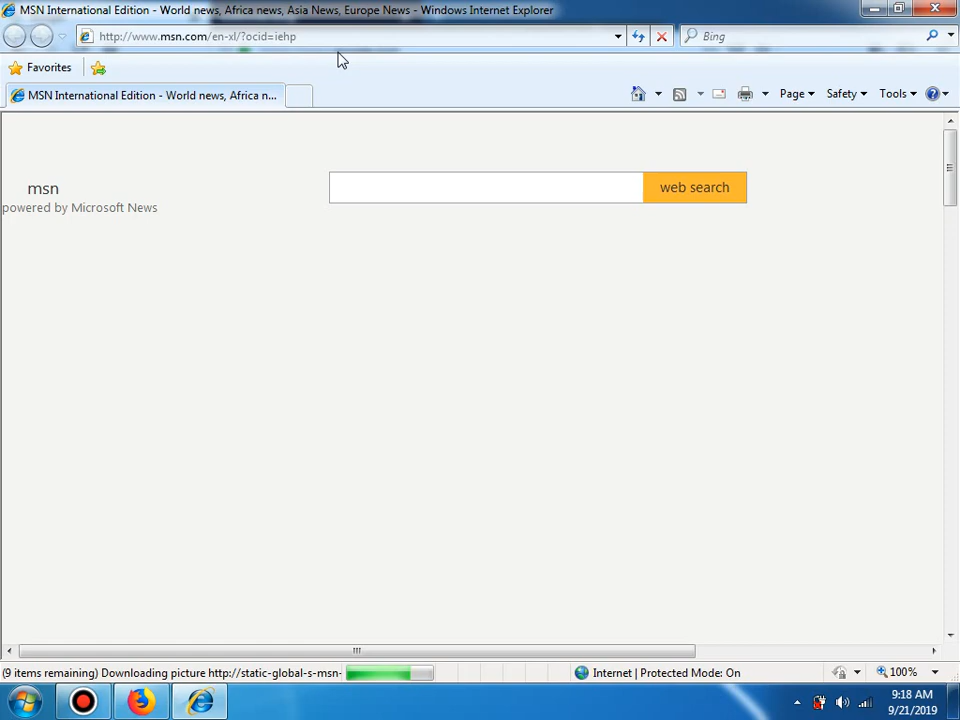 MSN International Edition - World news, Africa news, Asia News, Europe News - Windows Internet Explorer
http://www.msn.com/en-xl/?ocid=iehp
Bing
Favorites
MSN International Edition - World news, Africa n...
Page
Safety
Tools
msn
powered by Microsoft News
web search
(9 items remaining) Downloading picture http://static-global-s-msn-
Internet | Protected Mode: On
100%
9:18 AM
9/21/2019